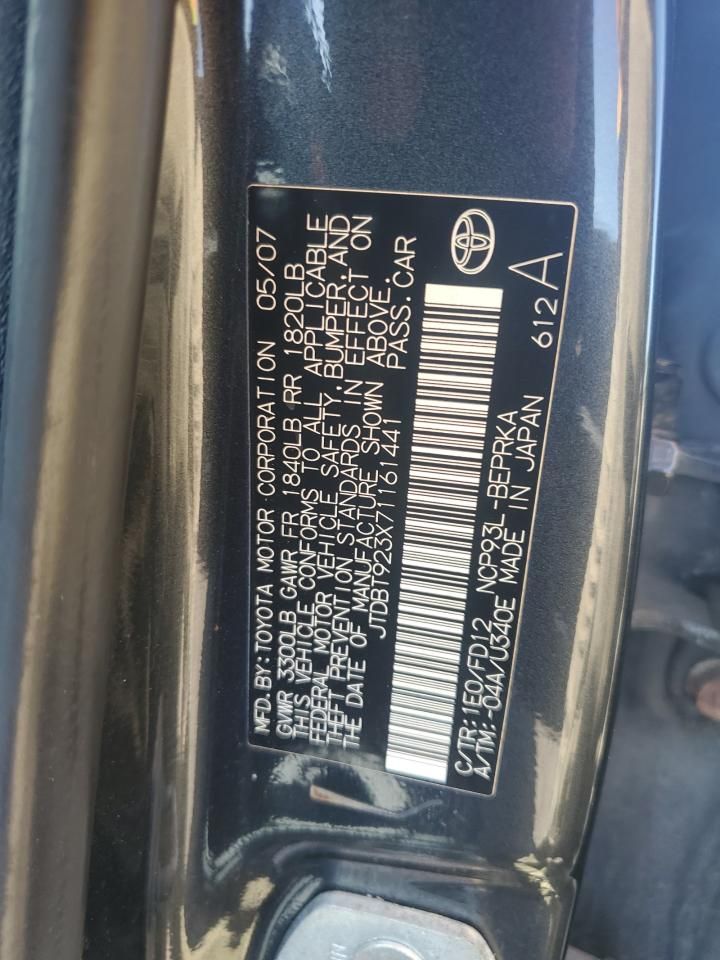 MFD.BY:TOYOTA MOTOR CORPORATION 05/07
GVWR 3300LB GAWR FR 1840LB RR 1820LB
THIS VEHICLE CONFORMS TO ALL APPLICABLE
FEDERAL MOTOR VEHICLE SAFETY,BUMPER,AND
THEFT PREVENTION STANDARDS IN EFFECT ON
THE DATE OF MANUFACTURE SHOWN ABOVE.
JTDBT923X71161441 PASS.CAR
C/TR:1E0/FD12 NCP93L-BEPRKA
A/TM:-04A/U340E MADE IN JAPAN 612A